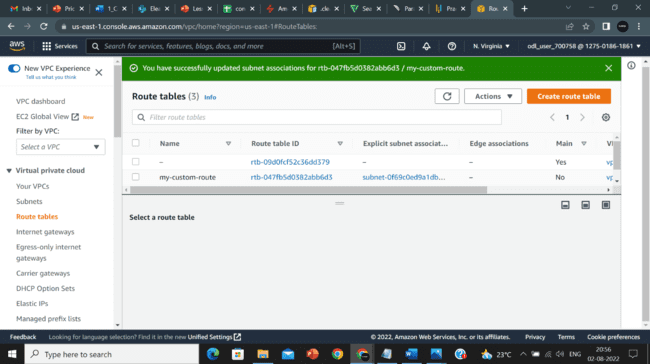 Inb
Pric
1_C
Ele
Les
con
Am
.cle
Sav
Par
Pra
Rou
us-east-1.console.aws.amazon.com/vpc/home?region=us-east-1#RouteTables:
aws
Services
Search for services, features, blogs, docs, and more
[Alt+S]
N. Virginia
odl_user_700758 @ 1275-0186-1861
New VPC Experience
Tell us what you think
VPC dashboard
EC2 Global View New
Filter by VPC:
Select a VPC
Virtual private cloud
Your VPCs
Subnets
Route tables
Internet gateways
Egress-only internet
gateways
Carrier gateways
DHCP Option Sets
Elastic IPs
Managed prefix lists
You have successfully updated subnet associations for rtb-047fb5d0382abb6d3 / my-custom-route.
Route tables (3) Info
Actions
Create route table
Filter route tables
1
Name Route table ID Explicit subnet associat... Edge associations Main
– rtb-09d0fcf52c36dd379 – – Yes
my-custom-route rtb-047fb5d0382abb6d3 subnet-0f69c0ed9a1db... – No
Select a route table
Feedback Looking for language selection? Find it in the new Unified Settings
© 2022, Amazon Web Services, Inc. or its affiliates. Privacy Terms Cookie preferences
Type here to search
23°C
ENG
20:56
02-08-2022